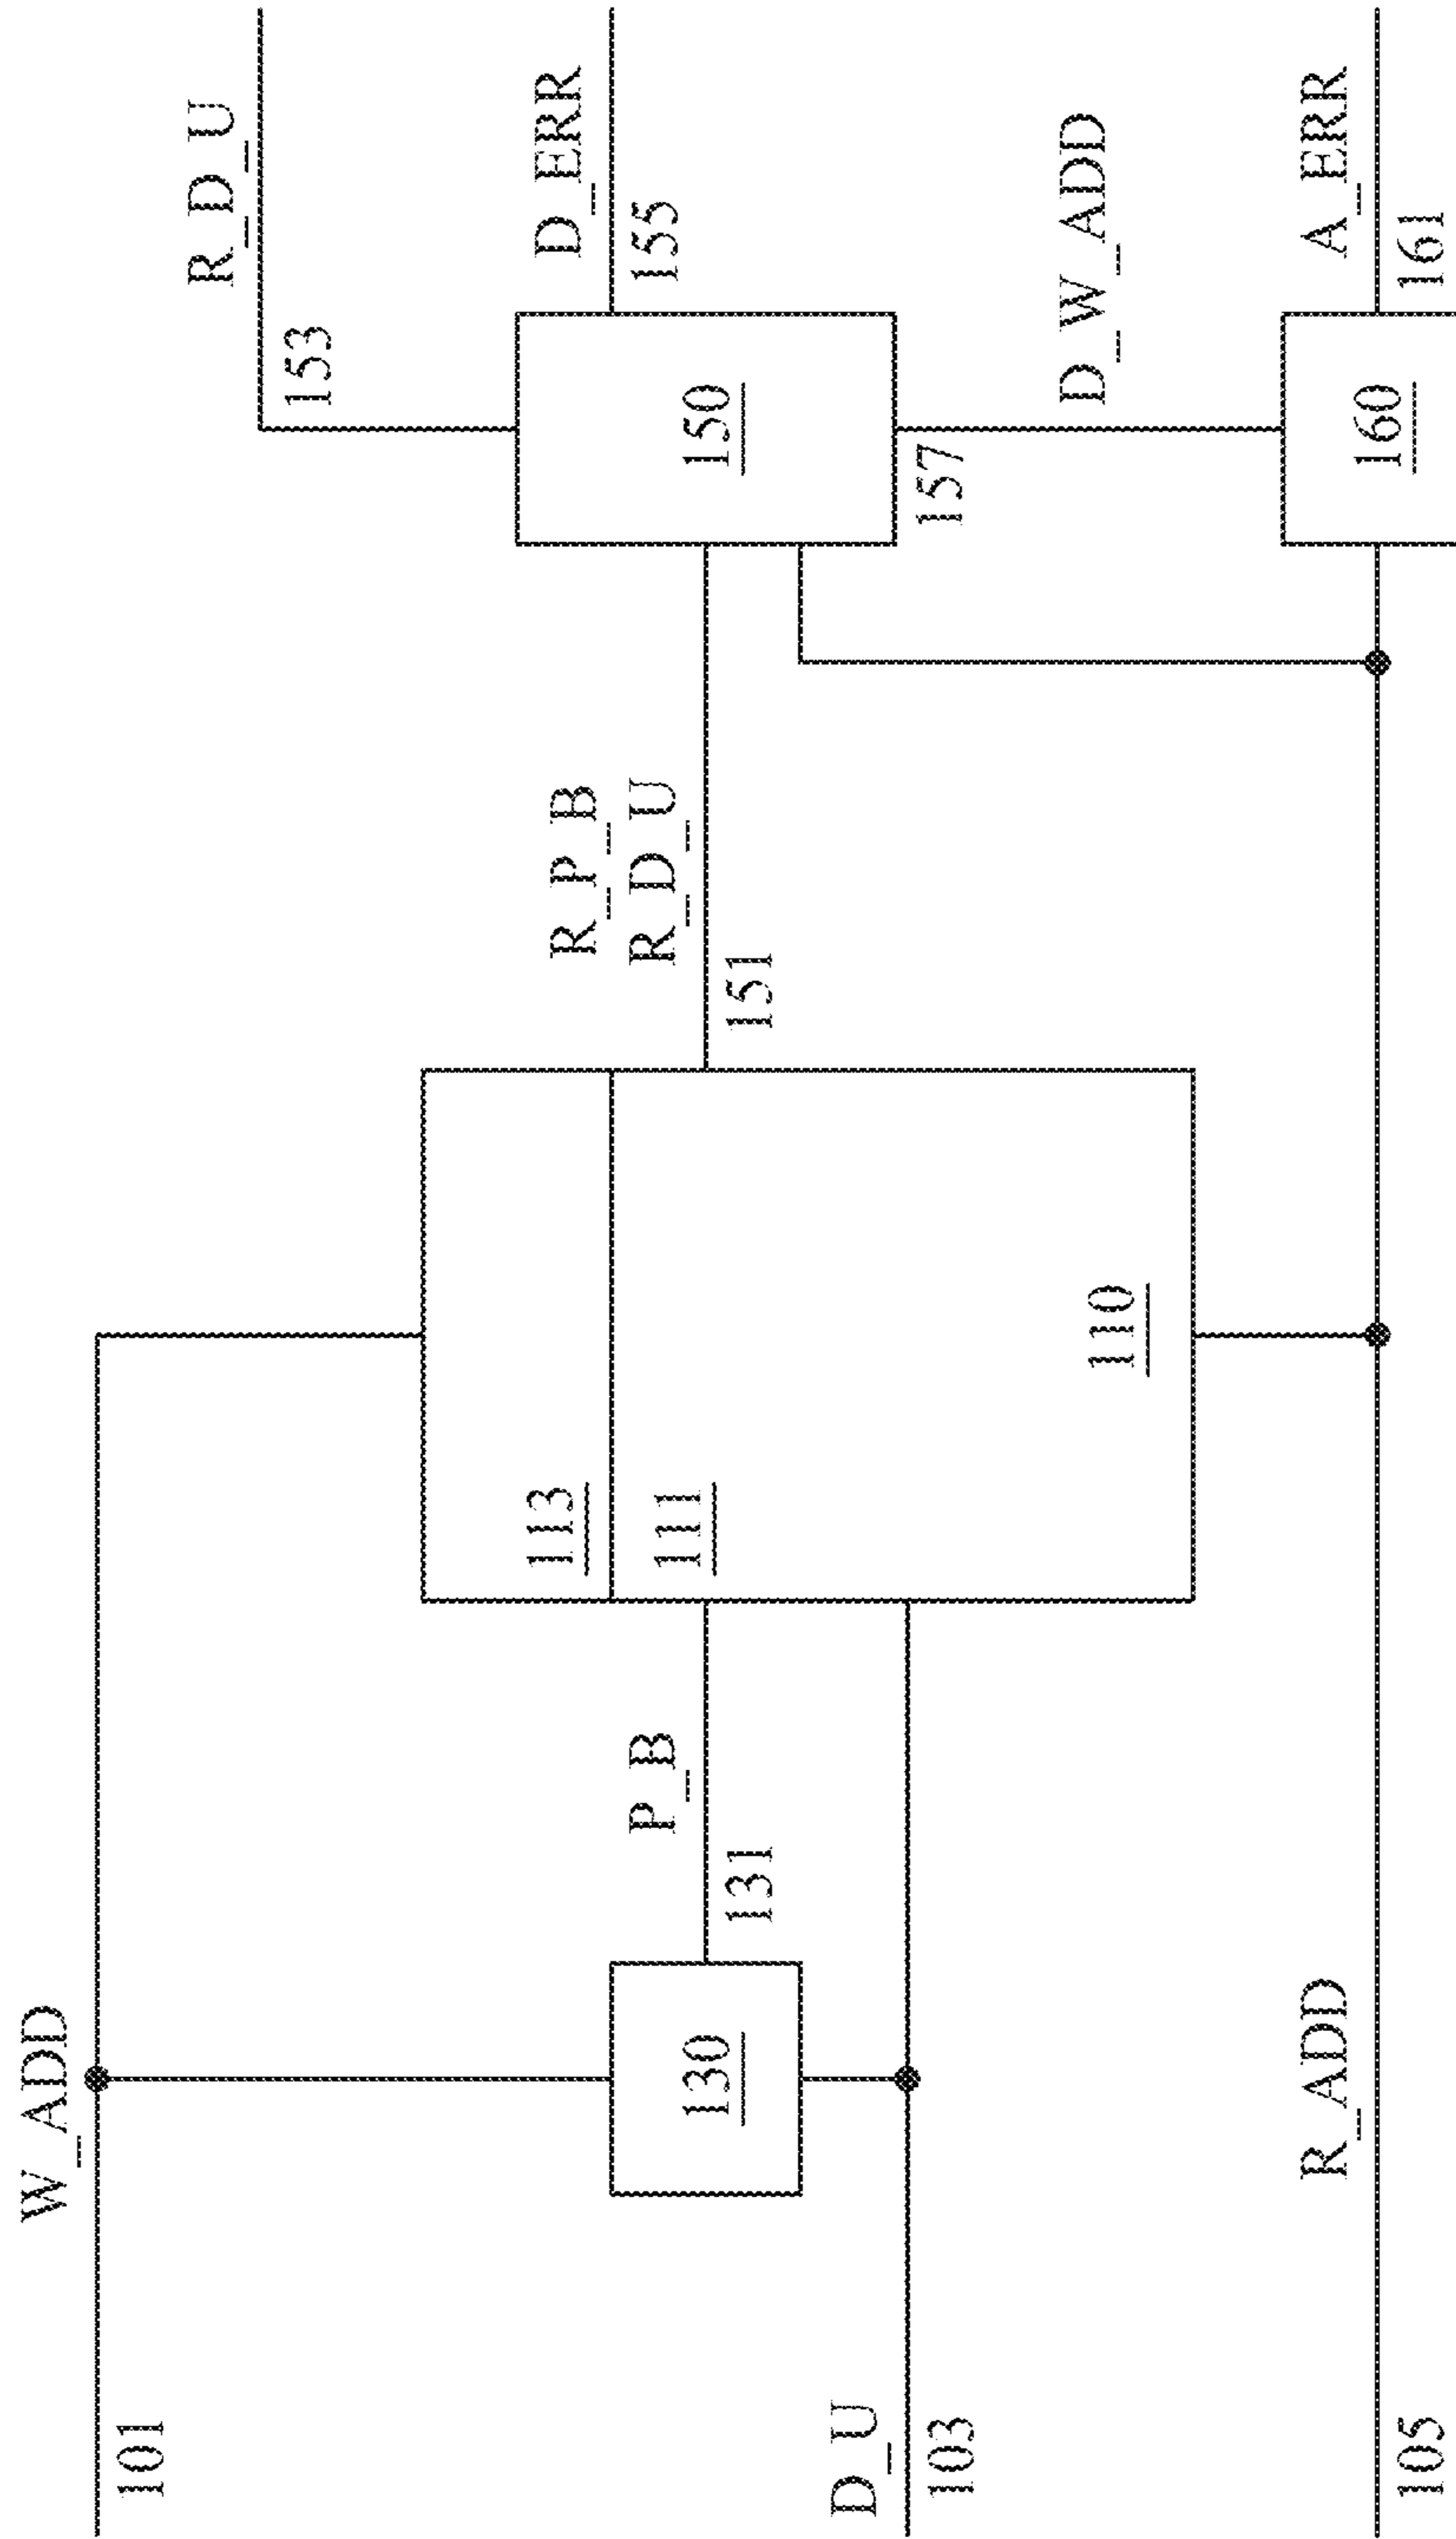 W_ADD
101
R_D_U
153
113
R_P_B
R_D_U
151
D_ERR
155
111
P_B
131
130
150
D_U
103
157
110
D_W_ADD
R_ADD
105
160
A_ERR
161